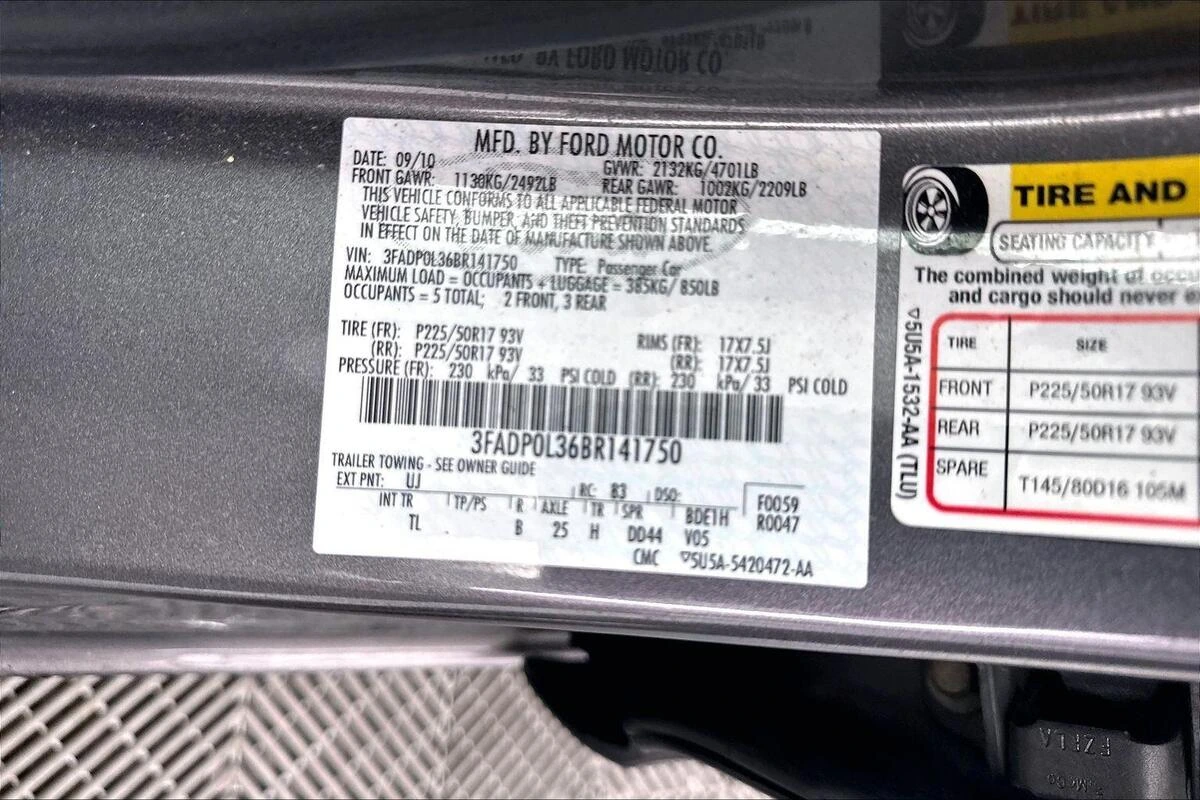 MFD. BY FORD MOTOR CO.
DATE: 09/10 GVWR: 2132KG/4701LB
FRONT GAWR: 1130KG/2492LB REAR GAWR: 1002KG/2209LB
THIS VEHICLE CONFORMS TO ALL APPLICABLE FEDERAL MOTOR
VEHICLE SAFETY, BUMPER, AND THEFT PREVENTION STANDARDS
IN EFFECT ON THE DATE OF MANUFACTURE SHOWN ABOVE.
VIN: 3FADP0L36BR141750 TYPE: Passenger Car
MAXIMUM LOAD = OCCUPANTS + LUGGAGE = 385KG/ 850LB
OCCUPANTS = 5 TOTAL; 2 FRONT, 3 REAR
TIRE (FR): P225/50R17 93V RIMS (FR): 17X7.5J
(RR): P225/50R17 93V (RR): 17X7.5J
PRESSURE (FR): 230 kPa/ 33 PSI COLD (RR): 230 kPa/ 33 PSI COLD
3FADP0L36BR141750
TRAILER TOWING - SEE OWNER GUIDE
EXT PNT: UJ RC: B3 DSO: F0059
INT TR TP/PS R AXLE TR SPR BDE1H R0047
TL B 25 H DD44 V05
CMC ▽5U5A-5420472-AA
TIRE AND
SEATING CAPACITY
The combined weight of occu
and cargo should never e
TIRE SIZE
FRONT P225/50R17 93V
REAR P225/50R17 93V
SPARE T145/80D16 105M
▽5U5A-1532-AA (TLU)
BY FORD MOTOR CO
FZFLA